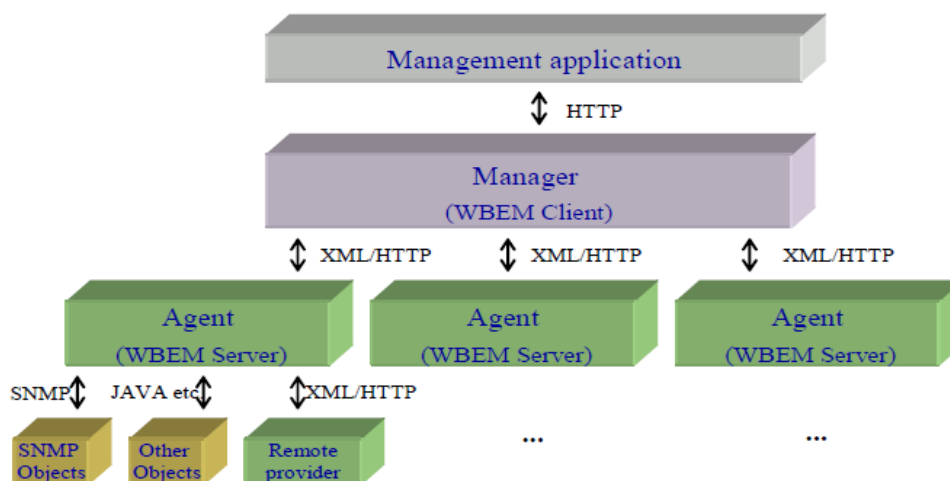 Management application
HTTP
Manager
(WBEM Client)
XML/HTTP
XML/HTTP
XML/HTTP
Agent
(WBEM Server)
Agent
(WBEM Server)
Agent
(WBEM Server)
SNMP
JAVA etc
XML/HTTP
SNMP
Objects
Other
Objects
Remote
provider
...
...